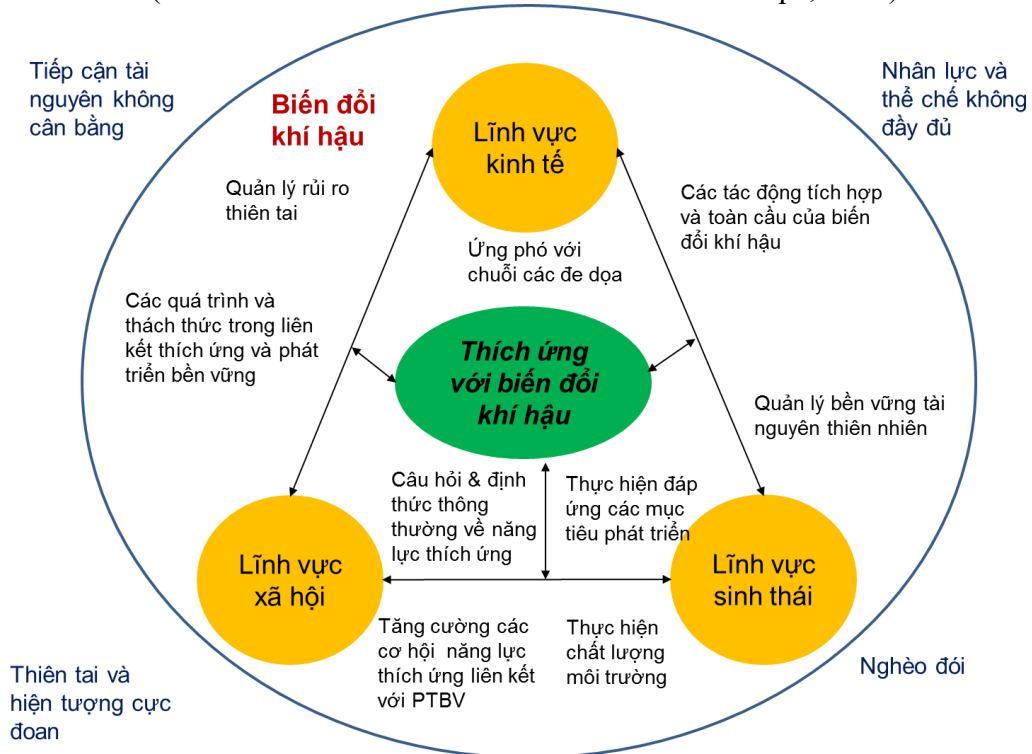 Tiếp cận tài
nguyên không
cân bằng
Biến đổi
khí hậu
Lĩnh vực
kinh tế
Nhân lực và
thể chế không
đầy đủ
Quản lý rủi ro
thiên tai
Các tác động tích hợp
và toàn cầu của biến
đổi khí hậu
Ứng phó với
chuỗi các đe dọa
Các quá trình và
thách thức trong liên
kết thích ứng và phát
triển bền vững
Thích ứng
với biến đổi
khí hậu
Quản lý bền vững tài
nguyên thiên nhiên
Câu hỏi & định
thức thông
thường về năng
lực thích ứng
Thực hiện đáp
ứng các mục
tiêu phát triển
Lĩnh vực
xã hội
Lĩnh vực
sinh thái
Tăng cường các
cơ hội năng lực
thích ứng liên kết
với PTBV
Thực hiện
chất lượng
môi trường
Thiên tai và
hiện tượng cực
đoan
Nghèo đói